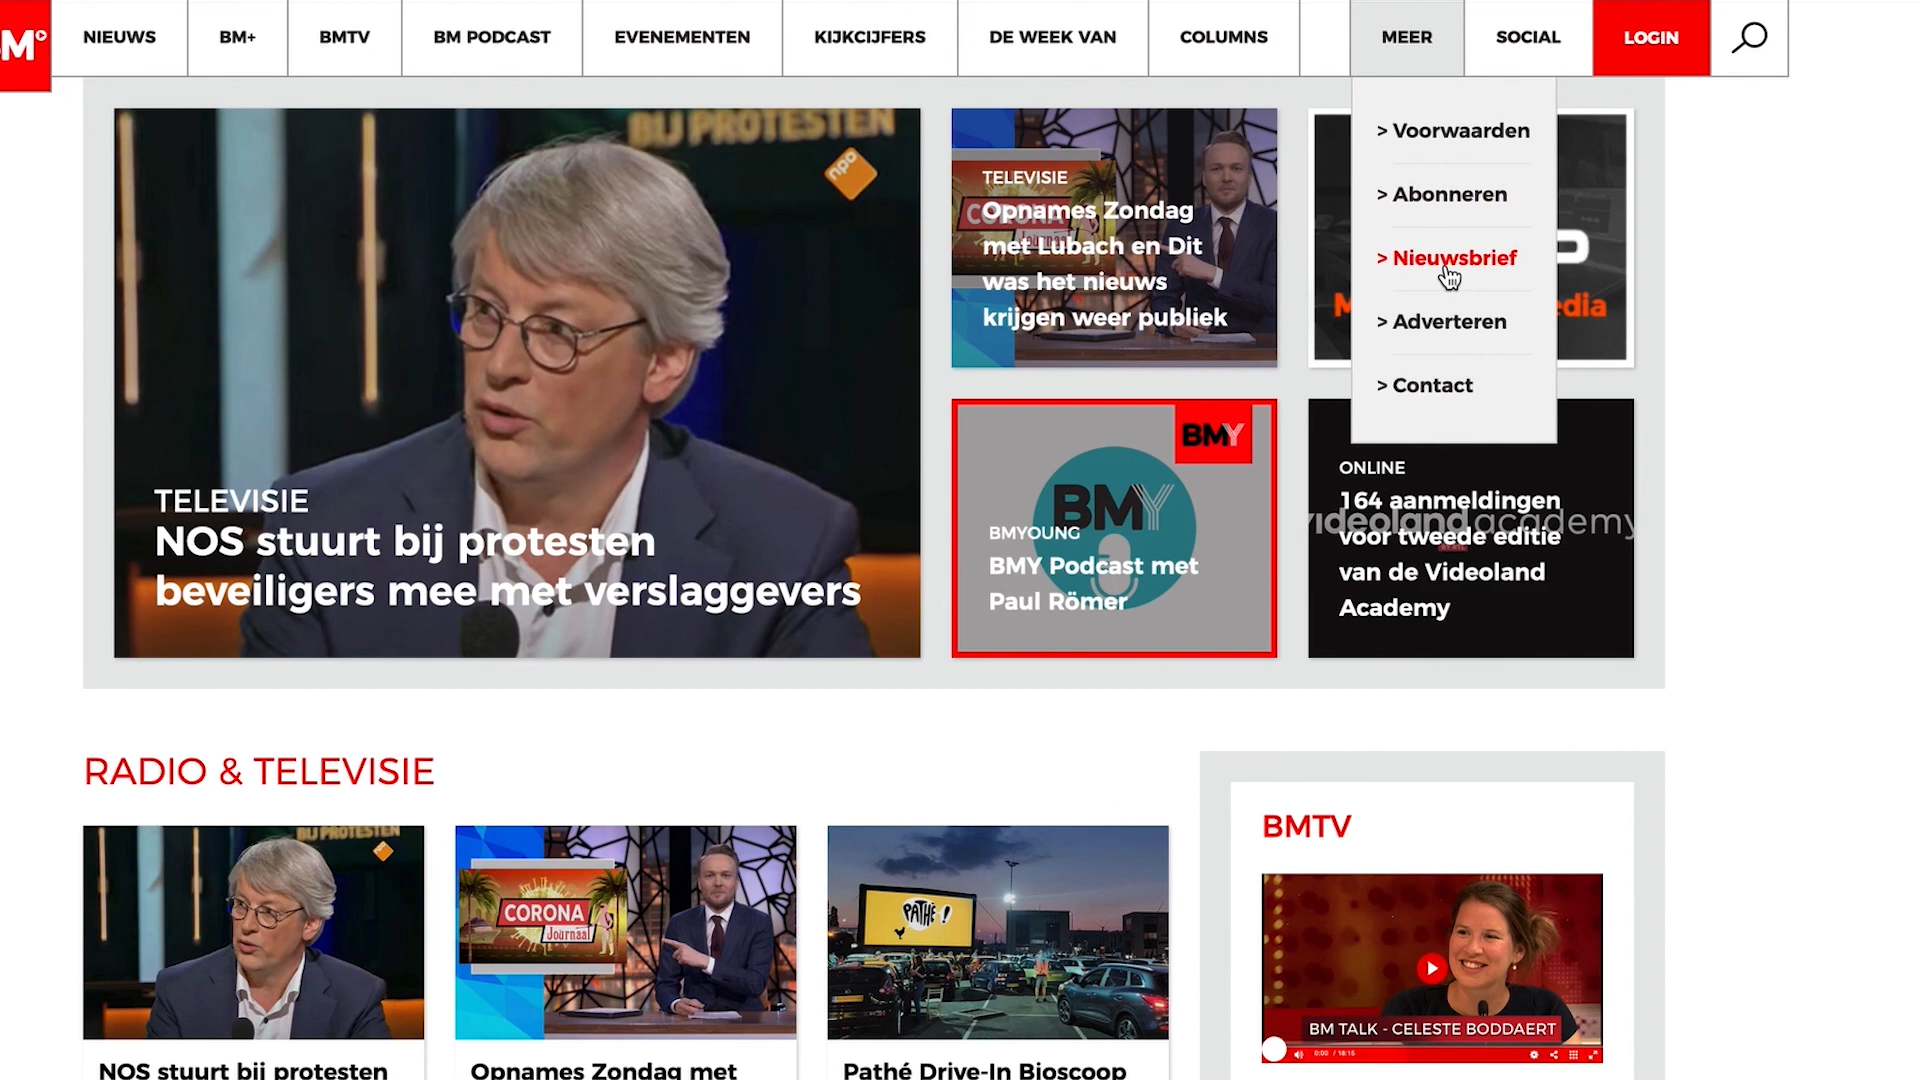 M
NIEUWS
BM+
BMTV
BM PODCAST
EVENEMENTEN
KIJKCIJFERS
DE WEEK VAN
COLUMNS
MEER
SOCIAL
LOGIN
> Voorwaarden
> Abonneren
> Nieuwsbrief
> Adverteren
> Contact
BIJ PROTESTEN
npo
TELEVISIE
NOS stuurt bij protesten
beveiligers mee met verslaggevers
TELEVISIE
Opnames Zondag
met Lubach en Dit
was het nieuws
krijgen weer publiek
BMY
BMY
BMYOUNG
BMY Podcast met
Paul Römer
ONLINE
164 aanmeldingen
voor tweede editie
van de Videoland
Academy
videoland academy
RADIO & TELEVISIE
BIJ PROTESTEN
CORONA
Journaal
PATHÉ!
NOS stuurt bij protesten
Opnames Zondag met
Pathé Drive-In Bioscoop
BMTV
BM TALK - CELESTE BODDAERT
0:00 / 18:15